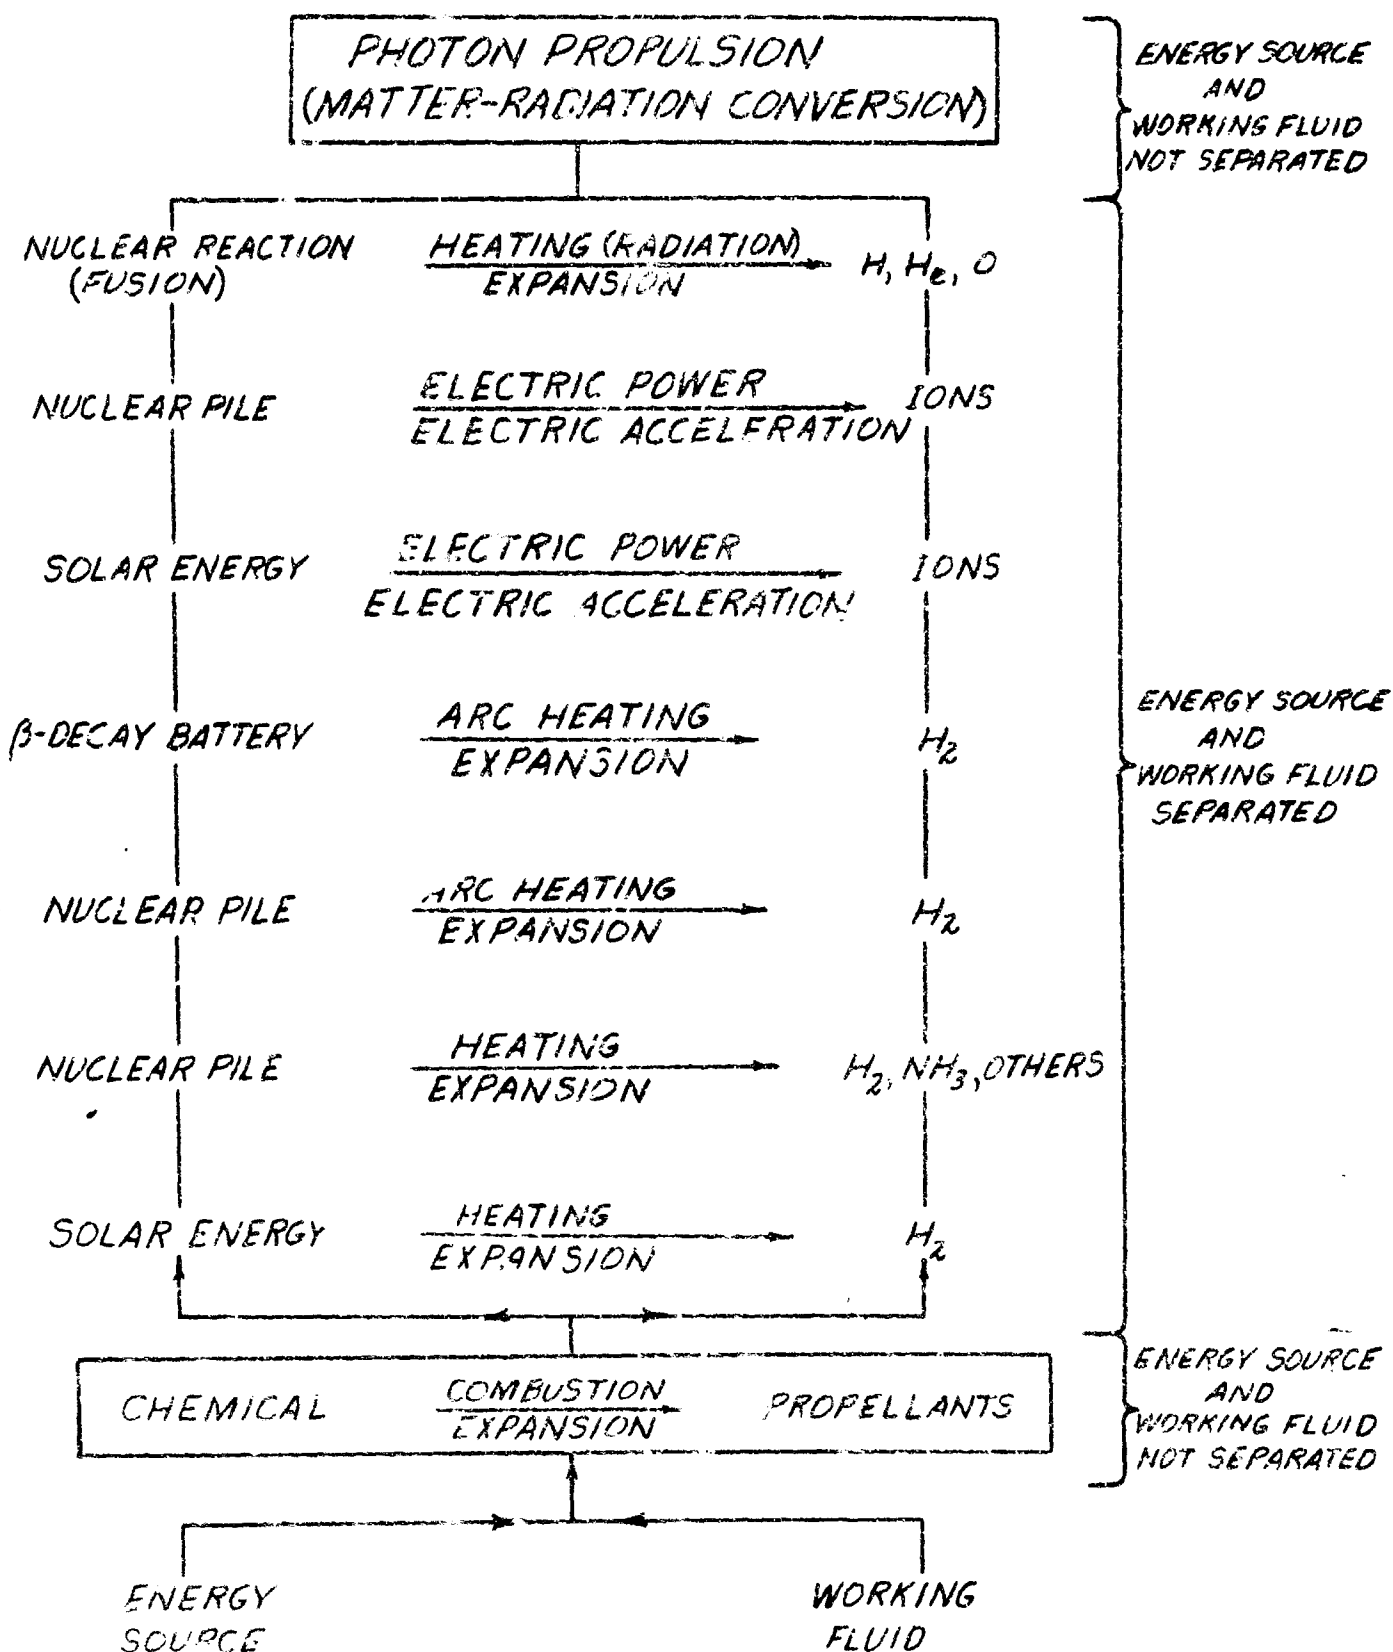 PHOTON PROPULSION
(MATTER-RADIATION CONVERSION)
ENERGY SOURCE
AND
WORKING FLUID
NOT SEPARATED
NUCLEAR REACTION
(FUSION)
HEATING (RADIATION)
EXPANSION
H, He, O
NUCLEAR PILE
ELECTRIC POWER
ELECTRIC ACCELERATION
IONS
SOLAR ENERGY
ELECTRIC POWER
ELECTRIC ACCELERATION
IONS
ENERGY SOURCE
AND
WORKING FLUID
SEPARATED
β-DECAY BATTERY
ARC HEATING
EXPANSION
H₂
NUCLEAR PILE
ARC HEATING
EXPANSION
H₂
NUCLEAR PILE
HEATING
EXPANSION
H₂, NH₃, OTHERS
SOLAR ENERGY
HEATING
EXPANSION
H₂
CHEMICAL
COMBUSTION
EXPANSION
PROPELLANTS
ENERGY SOURCE
AND
WORKING FLUID
NOT SEPARATED
ENERGY
SOURCE
WORKING
FLUID